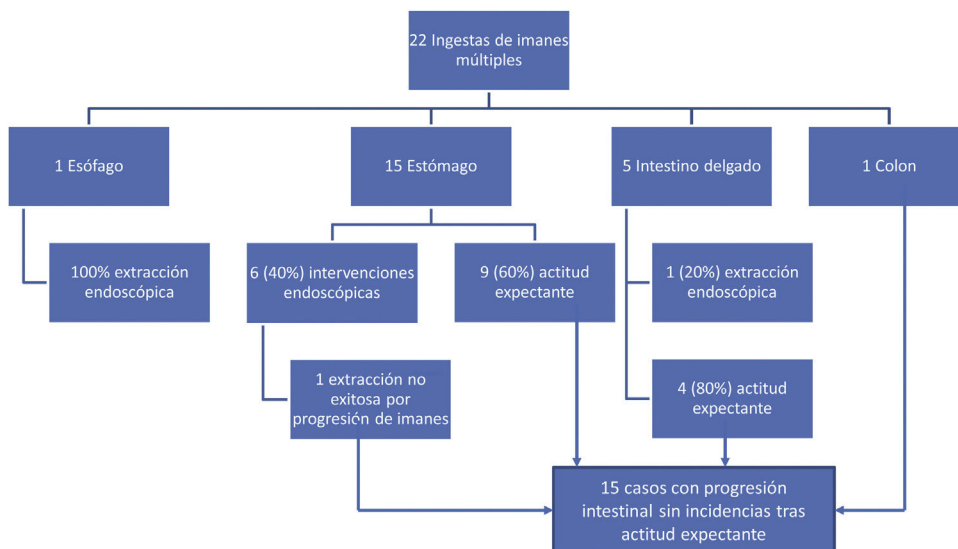 22 Ingestas de imanes
múltiples
1 Esófago
15 Estómago
5 Intestino delgado
1 Colon
100% extracción
endoscópica
6 (40%) intervenciones
endoscópicas
9 (60%) actitud
expectante
1 (20%) extracción
endoscópica
1 extracción no
exitosa por
progresión de imanes
4 (80%) actitud
expectante
15 casos con progresión
intestinal sin incidencias tras
actitud expectante